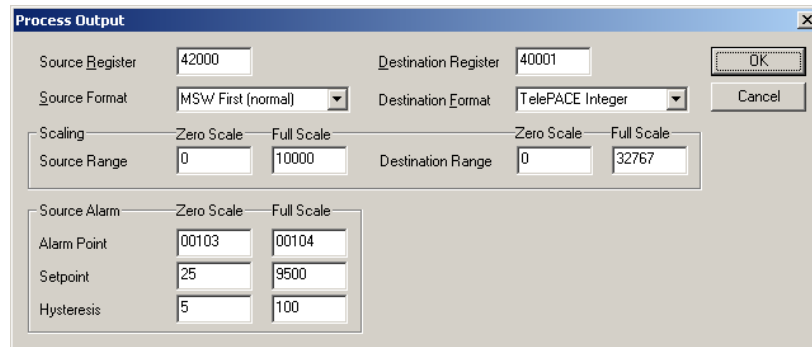 Process Output
Source Register 42000 Destination Register 40001 OK
Source Format MSW First (normal) Destination Format TelePACE Integer Cancel
Scaling Zero Scale Full Scale Zero Scale Full Scale
Source Range 0 10000 Destination Range 0 32767
Source Alarm Zero Scale Full Scale
Alarm Point 00103 00104
Setpoint 25 9500
Hysteresis 5 100